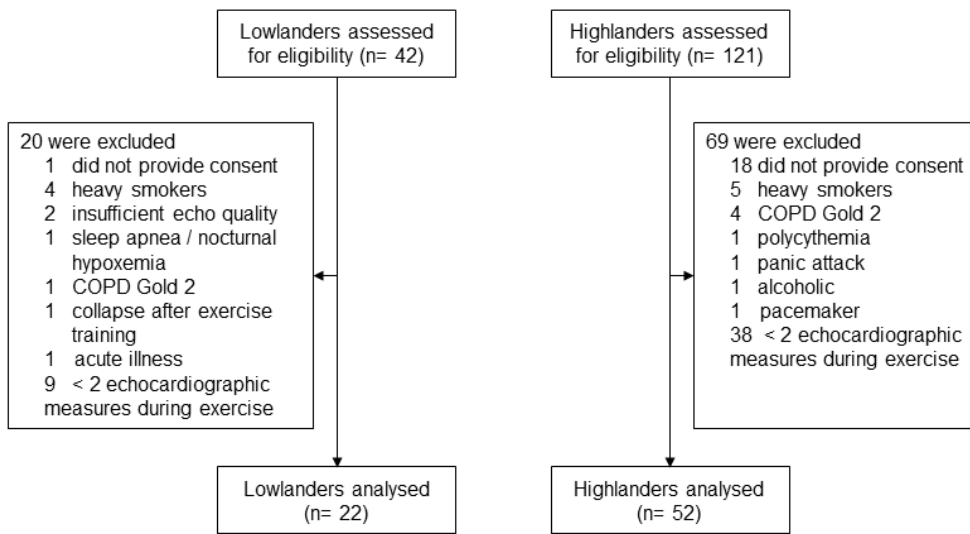 Lowlanders assessed
for eligibility (n= 42)
Highlanders assessed
for eligibility (n= 121)
20 were excluded
1 did not provide consent
4 heavy smokers
2 insufficient echo quality
1 sleep apnea / nocturnal
hypoxemia
1 COPD Gold 2
1 collapse after exercise
training
1 acute illness
9 < 2 echocardiographic
measures during exercise
69 were excluded
18 did not provide consent
5 heavy smokers
4 COPD Gold 2
1 polycythemia
1 panic attack
1 alcoholic
1 pacemaker
38 < 2 echocardiographic
measures during exercise
Lowlanders analysed
(n= 22)
Highlanders analysed
(n= 52)